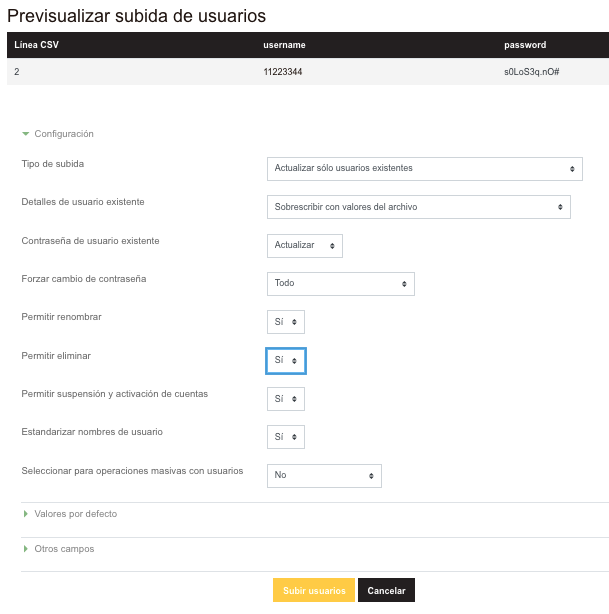 Previsualizar subida de usuarios
Línea CSV username password
2 11223344 s0LoS3q.nO#
Configuración
Tipo de subida Actualizar sólo usuarios existentes
Detalles de usuario existente Sobrescribir con valores del archivo
Contraseña de usuario existente Actualizar
Forzar cambio de contraseña Todo
Permitir renombrar Sí
Permitir eliminar Sí
Permitir suspensión y activación de cuentas Sí
Estandarizar nombres de usuario Sí
Seleccionar para operaciones masivas con usuarios No
Valores por defecto
Otros campos
Subir usuarios Cancelar